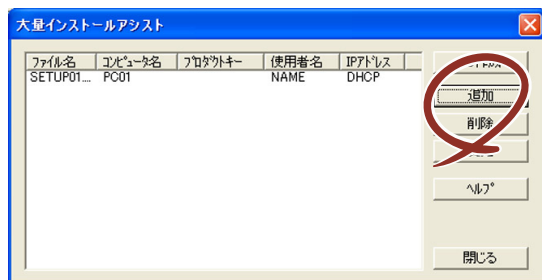 大量インストールアシスト
ファイル名 コンピュータ名 プロダクトキー 使用者名 IPアドレス
SETUP01... PC01 NAME DHCP
追加
削除
ヘルプ
閉じる